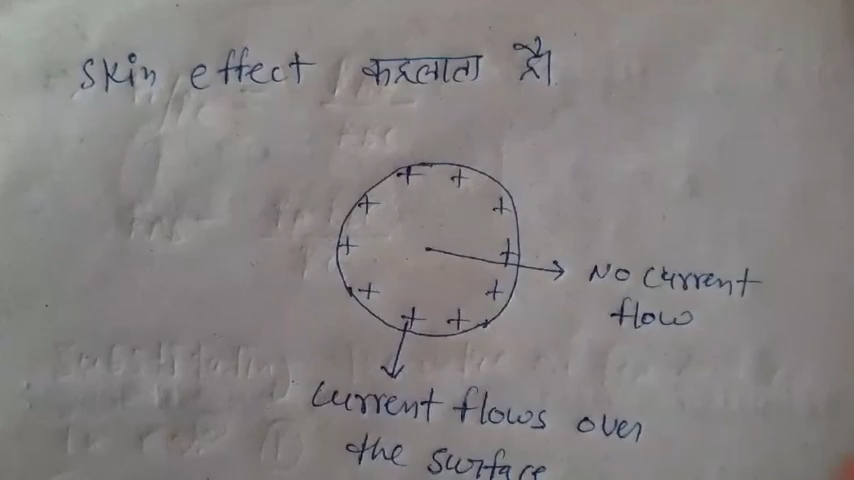 skin effect कहलाता है।
+ +
+ +
+ +
+ +
+ +
No current
flow
current flows over
the surface